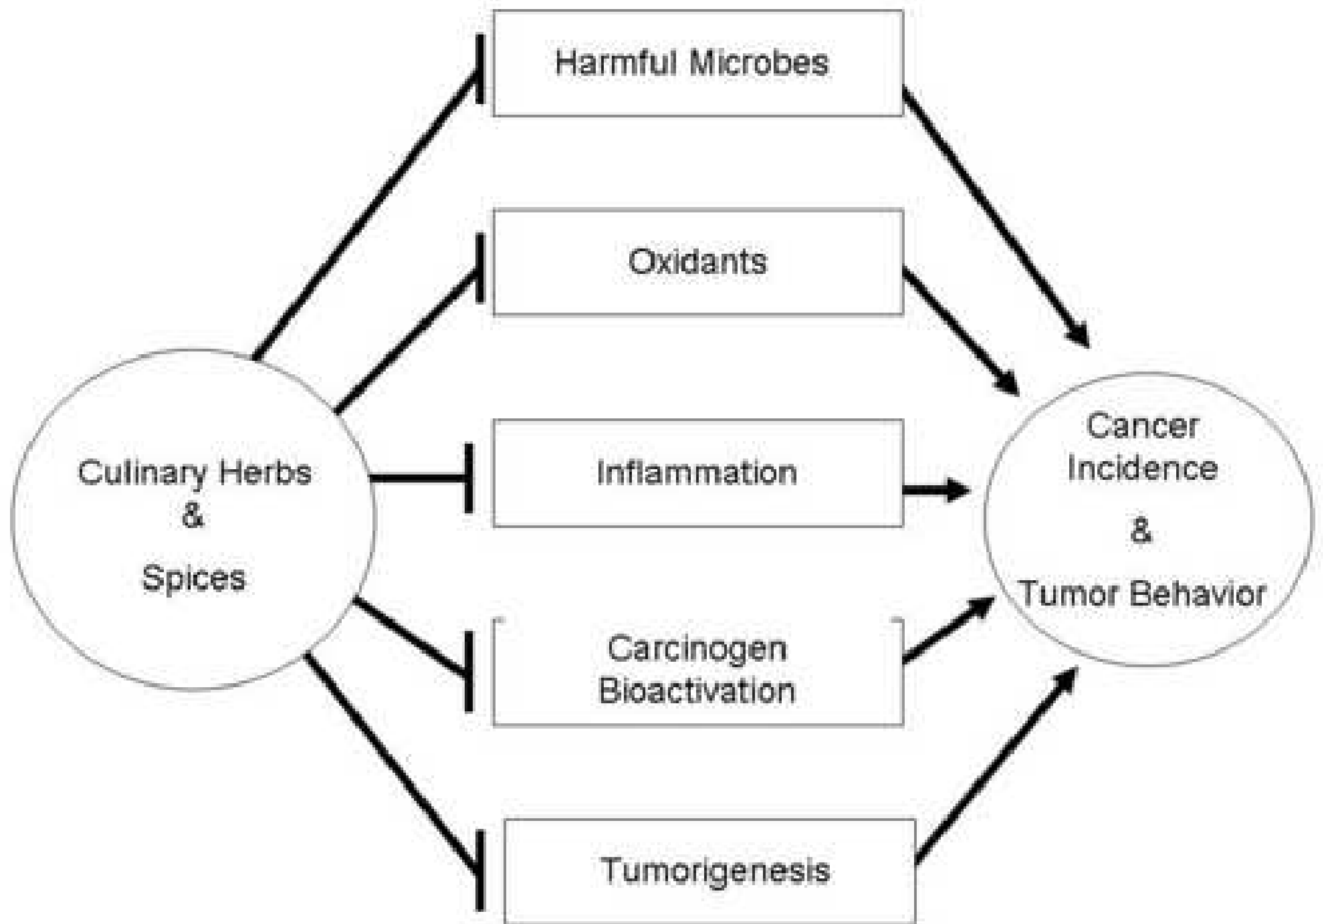 Harmful Microbes
Oxidants
Culinary Herbs
&
Spices
Inflammation
Carcinogen
Bioactivation
Tumorigenesis
Cancer
Incidence
&
Tumor Behavior